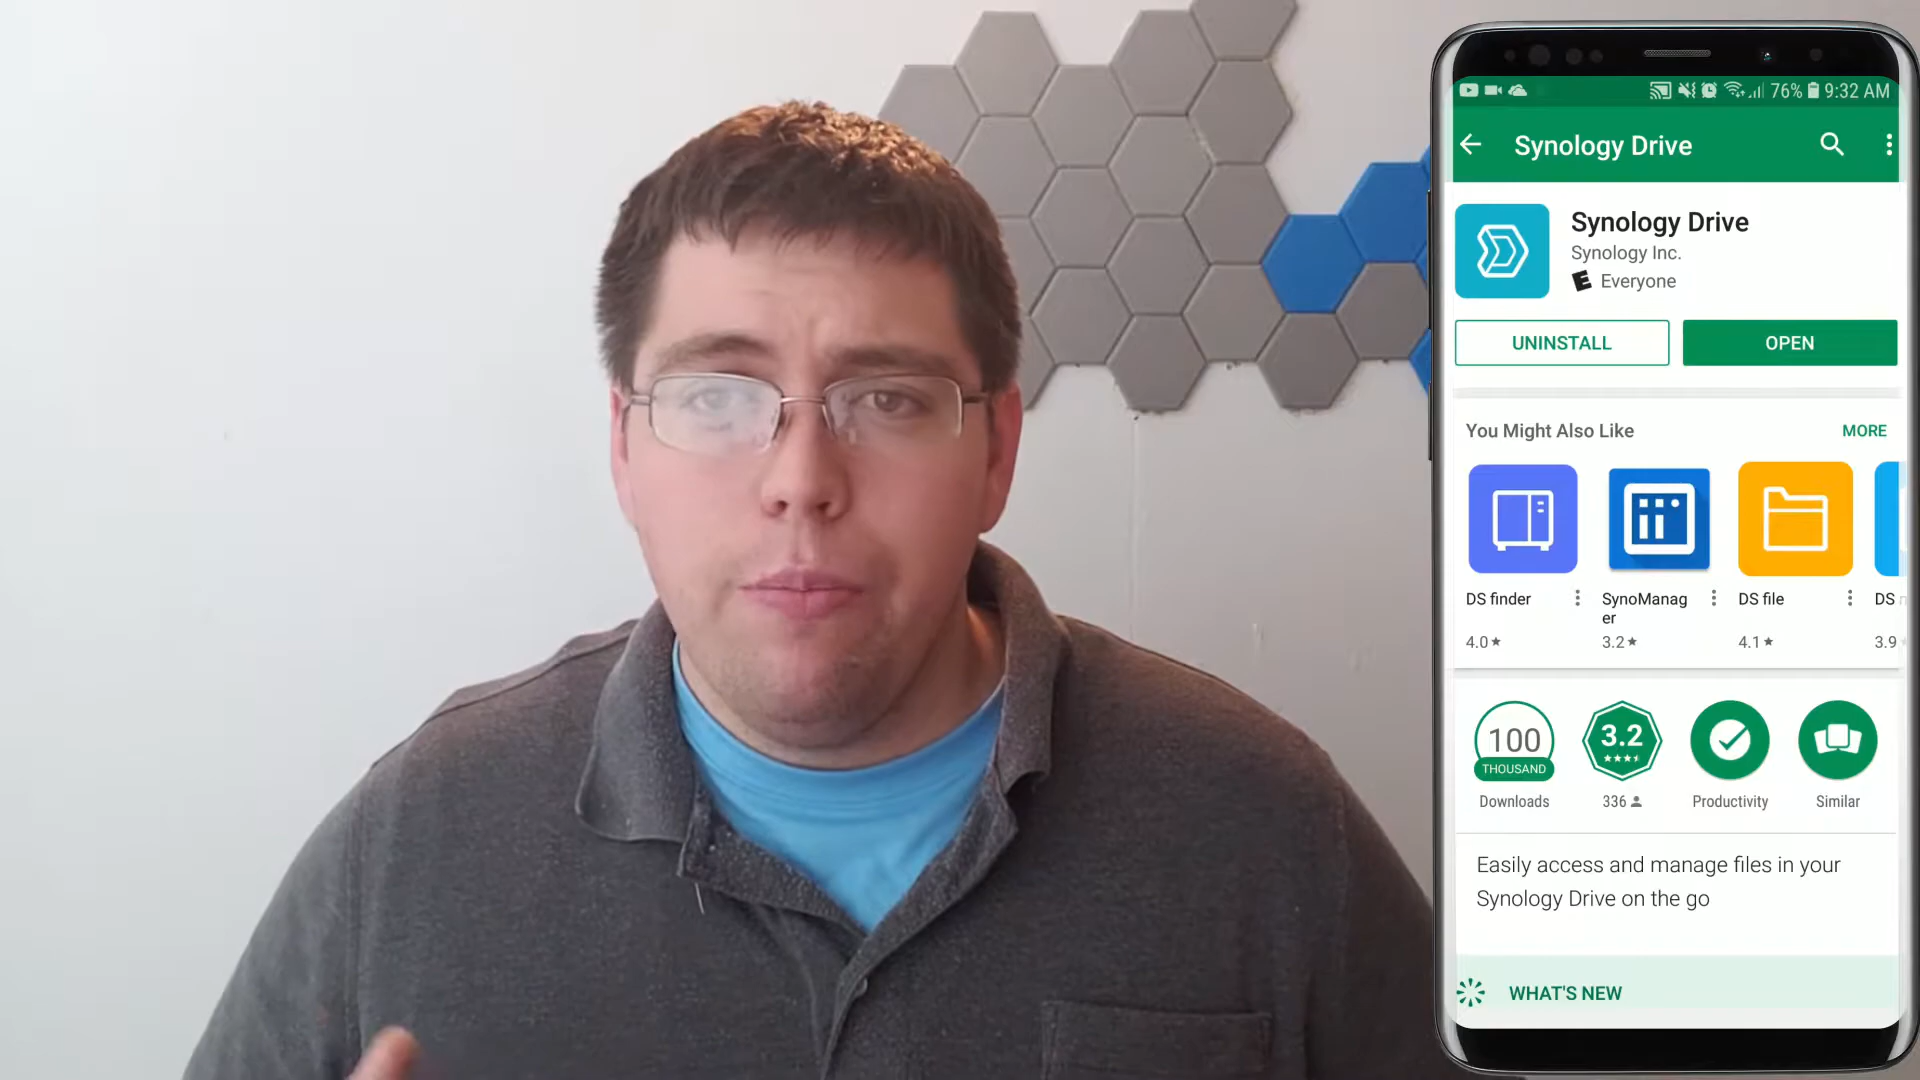 76% 9:32 AM
Synology Drive
Synology Drive
Synology Inc.
Everyone
UNINSTALL
OPEN
You Might Also Like
MORE
DS finder
SynoManag
er
DS file
DS
4.0★
3.2★
4.1★
3.9
100
THOUSAND
Downloads
3.2
336
Productivity
Similar
Easily access and manage files in your
Synology Drive on the go
WHAT'S NEW